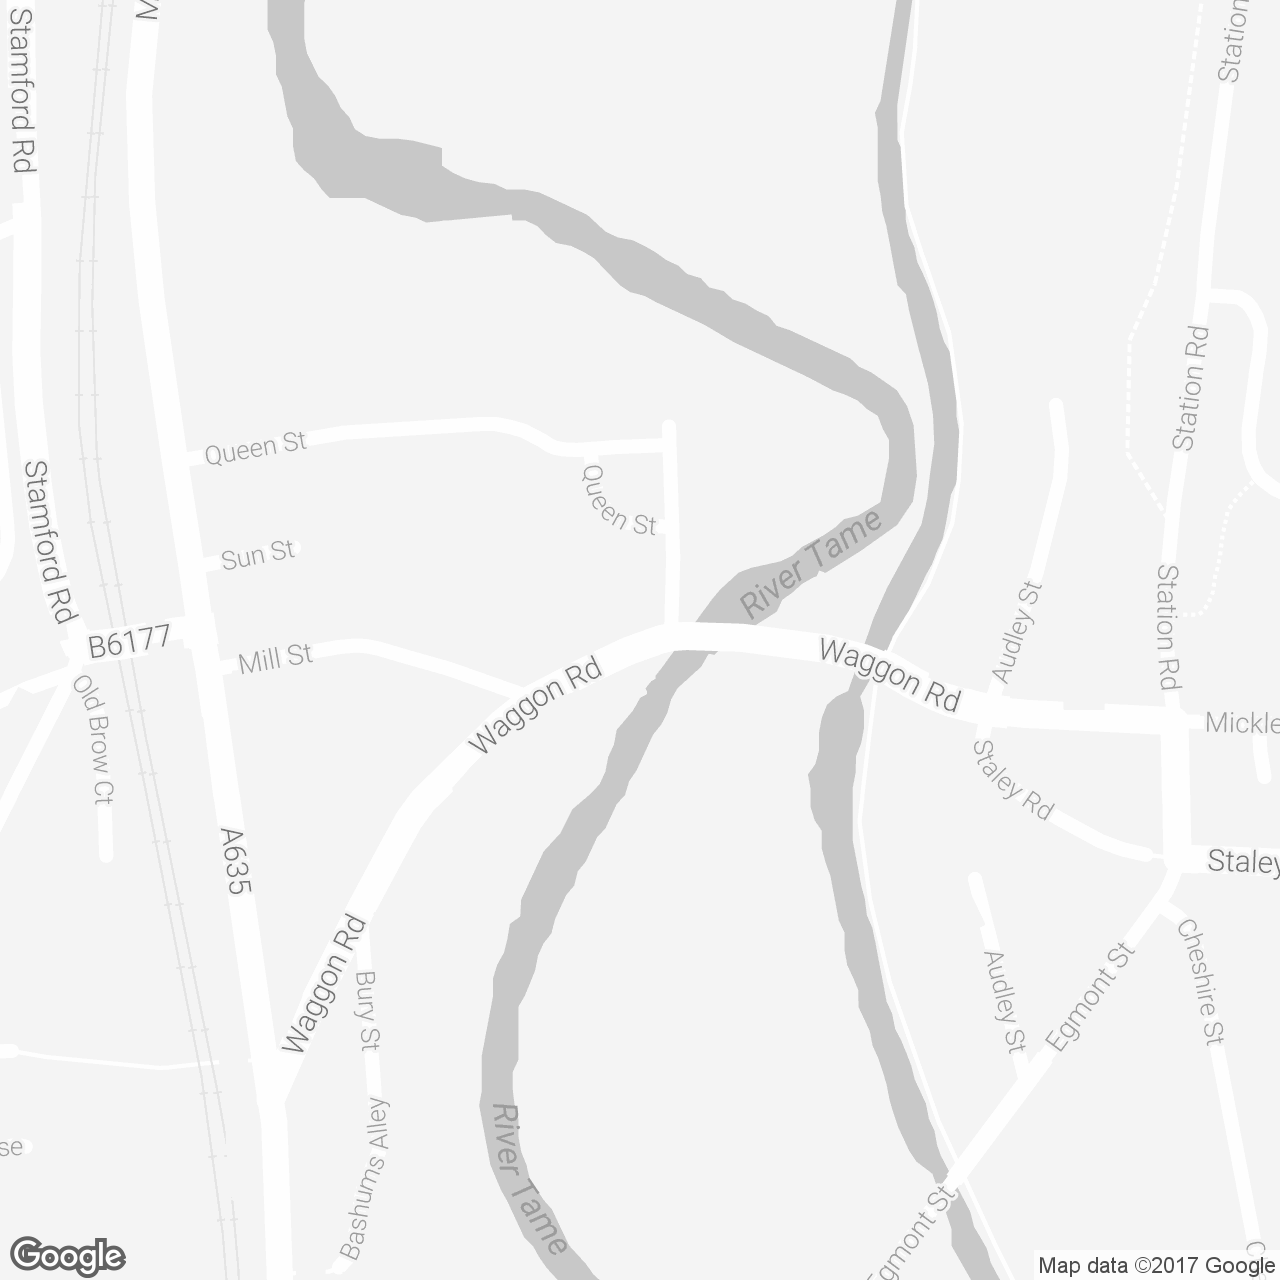 Stamford Rd
Station
Station Rd
Queen St
Queen St
Stamford Rd
River Tame
Sun St
Station Rd
Audley St
B6177
Mill St
Waggon Rd
Waggon Rd
Old Brow Ct
Mickle
Staley Rd
A635
Staley
Waggon Rd
Cheshire St
Egmont St
Audley St
Bury St
River Tame
Bashums Alley
se
Egmont St
Google
Map data ©2017 Google